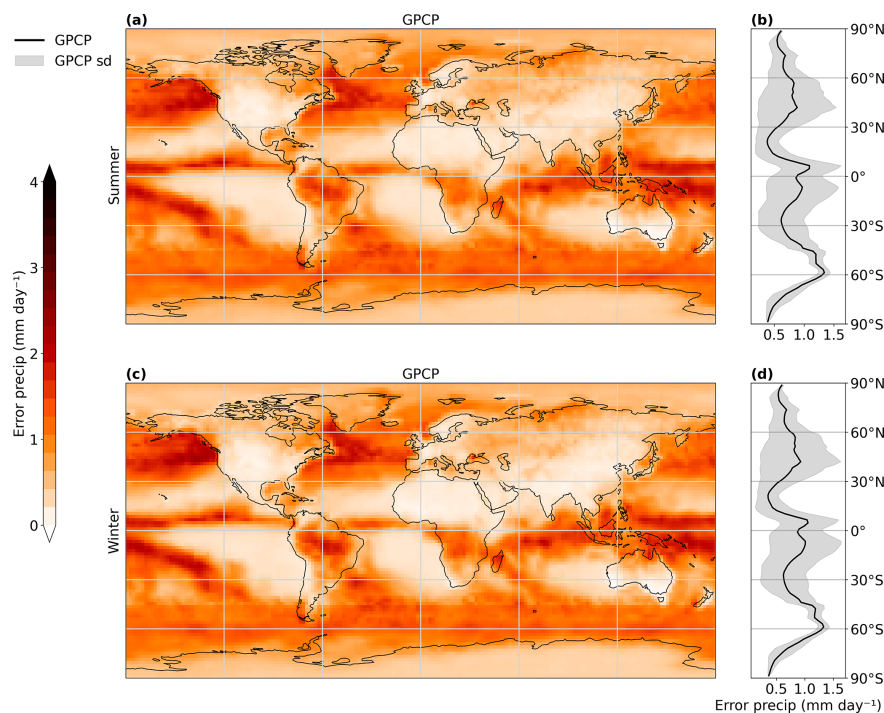 (a)
GPCP
(b)
GPCP
GPCP sd
90°N
60°N
30°N
0°
30°S
60°S
90°S
0.5 1.0 1.5
Summer
4
3
2
1
0
Error precip (mm day⁻¹)
(c)
GPCP
(d)
90°N
60°N
30°N
0°
30°S
60°S
90°S
0.5 1.0 1.5
Winter
Error precip (mm day⁻¹)